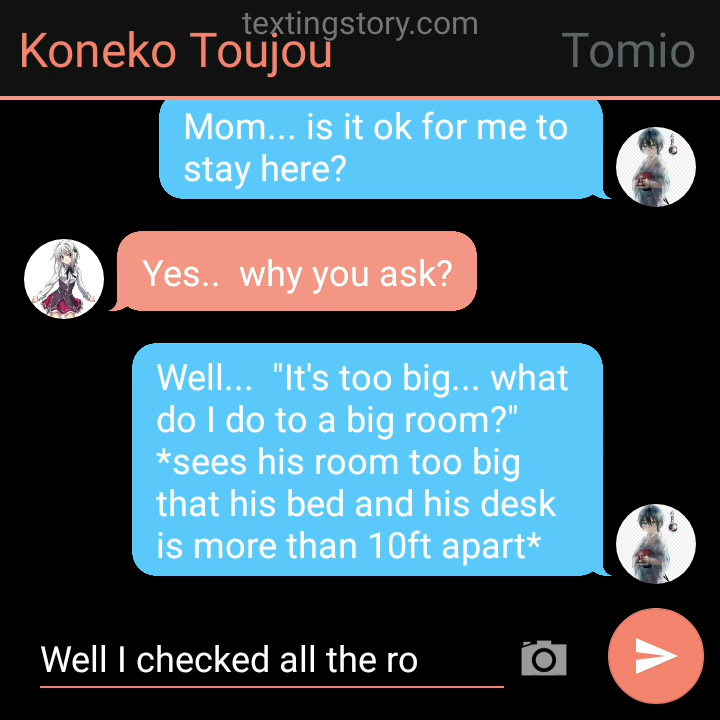 textingstory.com
Koneko Toujou
Tomio
Mom... is it ok for me to
stay here?
Yes..  why you ask?
Well...  "It's too big... what
do I do to a big room?"
*sees his room too big
that his bed and his desk
is more than 10ft apart*
Well I checked all the ro